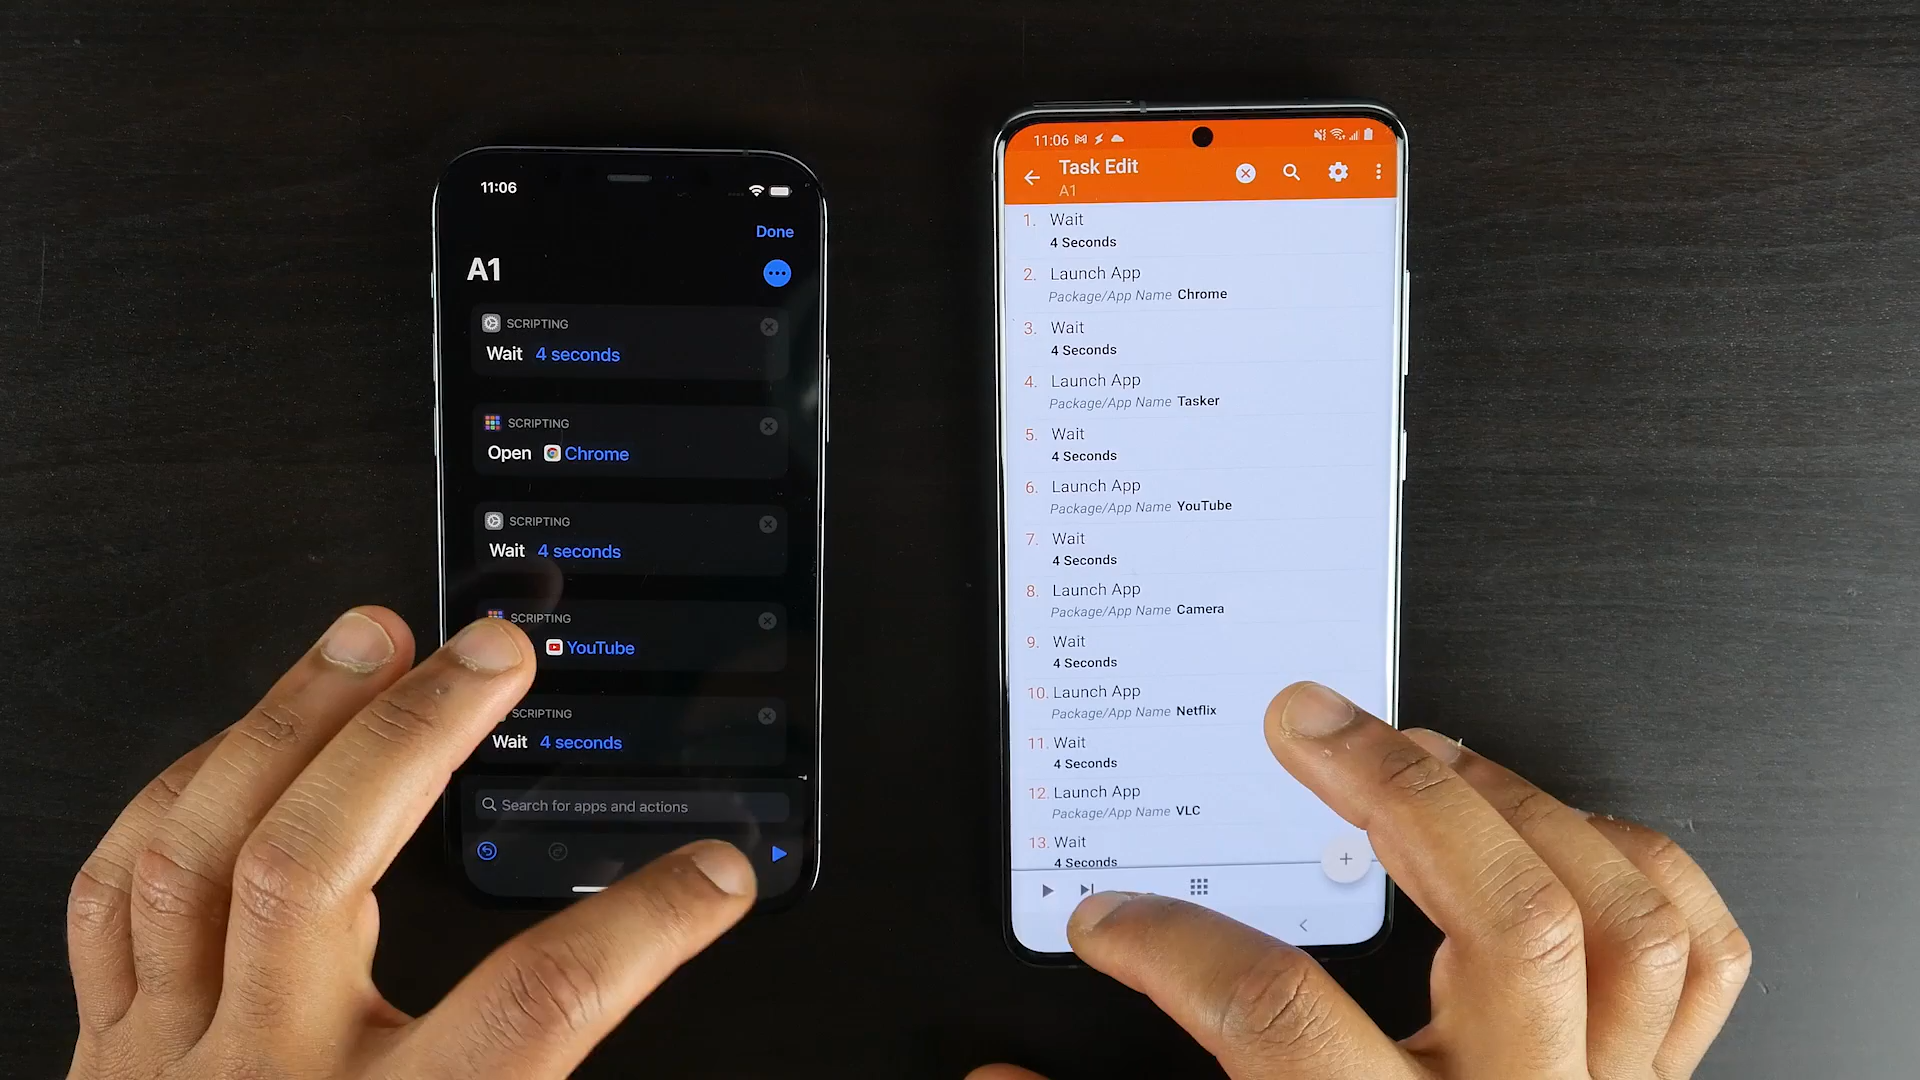 11:06
Done
A1
SCRIPTING
Wait 4 seconds
SCRIPTING
Open Chrome
SCRIPTING
Wait 4 seconds
SCRIPTING
YouTube
SCRIPTING
Wait 4 seconds
Search for apps and actions
11:06
Task Edit
A1
1. Wait
4 Seconds
2. Launch App
Package/App Name Chrome
3. Wait
4 Seconds
4. Launch App
Package/App Name Tasker
5. Wait
4 Seconds
6. Launch App
Package/App Name YouTube
7. Wait
4 Seconds
8. Launch App
Package/App Name Camera
9. Wait
4 Seconds
10. Launch App
Package/App Name Netflix
11. Wait
4 Seconds
12. Launch App
Package/App Name VLC
13. Wait
4 Seconds